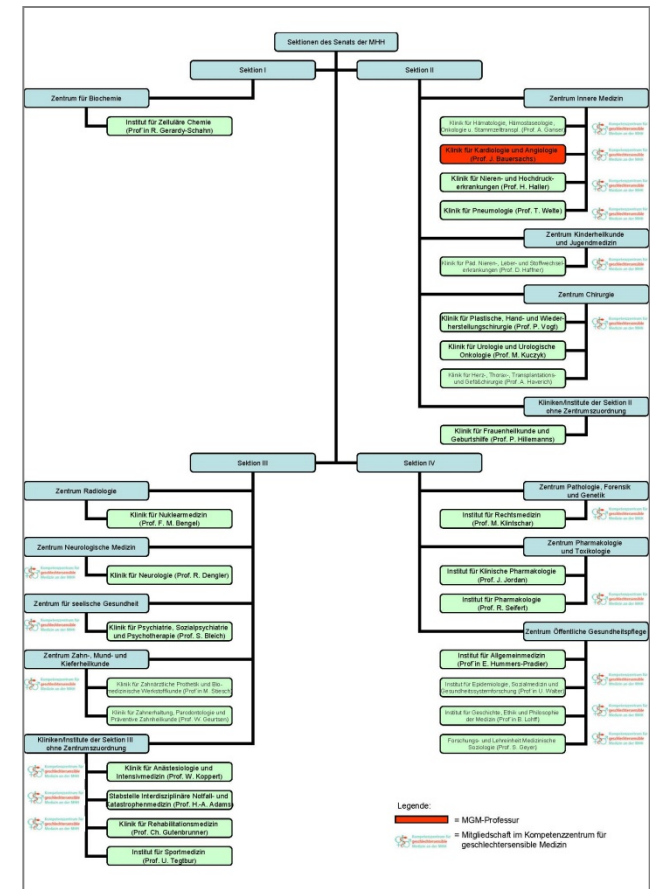 Sektionen des Senats der MHH
Sektion I
Sektion II
Zentrum für Biochemie
Institut für Zelluläre Chemie
(Prof'in R. Gerardy-Schahn)
Zentrum Innere Medizin
Klinik für Hämatologie, Hämostaseologie,
Onkologie u. Stammzelltranspl. (Prof. A. Ganser)
Klinik für Kardiologie und Angiologie
(Prof. J. Bauersachs)
Klinik für Nieren- und Hochdruck-
erkrankungen (Prof. H. Haller)
Klinik für Pneumologie (Prof. T. Welte)
Zentrum Kinderheilkunde
und Jugendmedizin
Klinik für Päd. Nieren-, Leber- und Stoffwechsel-
erkrankungen (Prof. D. Haffner)
Zentrum Chirurgie
Klinik für Plastische, Hand- und Wieder-
herstellungschirurgie (Prof. P. Vogt)
Klinik für Urologie und Urologische
Onkologie (Prof. M. Kuczyk)
Klinik für Herz-, Thorax-, Transplantations-
und Gefäßchirurgie (Prof. A. Haverich)
Kliniken/Institute der Sektion II
ohne Zentrumszuordnung
Klinik für Frauenheilkunde und
Geburtshilfe (Prof. P. Hillemanns)
Sektion III
Sektion IV
Zentrum Radiologie
Klinik für Nuklearmedizin
(Prof. F. M. Bengel)
Zentrum Neurologische Medizin
Klinik für Neurologie (Prof. R. Dengler)
Zentrum für seelische Gesundheit
Klinik für Psychiatrie, Sozialpsychiatrie
und Psychotherapie (Prof. S. Bleich)
Zentrum Zahn-, Mund- und
Kieferheilkunde
Klinik für Zahnärztliche Prothetik und Bio-
medizinische Werkstoffkunde (Prof'in M. Stiesch)
Klinik für Zahnerhaltung, Parodontologie und
Präventive Zahnheilkunde (Prof. W. Geurtsen)
Kliniken/Institute der Sektion III
ohne Zentrumszuordnung
Klinik für Anästesiologie und
Intensivmedizin (Prof. W. Koppert)
Stabstelle Interdisziplinäre Notfall- und
Katastrophenmedizin (Prof. H.-A. Adams)
Klinik für Rehabilitationsmedizin
(Prof. Ch. Gutenbrunner)
Institut für Sportmedizin
(Prof. U. Tegtbur)
Zentrum Pathologie, Forensik
und Genetik
Institut für Rechtsmedizin
(Prof. M. Klintschar)
Zentrum Pharmakologie
und Toxikologie
Institut für Klinische Pharmakologie
(Prof. J. Jordan)
Institut für Pharmakologie
(Prof. R. Seifert)
Zentrum Öffentliche Gesundheitspflege
Institut für Allgemeinmedizin
(Prof'in E. Hummers-Pradier)
Institut für Epidemiologie, Sozialmedizin und
Gesundheitssystemforschung (Prof'in U. Walter)
Institut für Geschichte, Ethik und Philosophie
der Medizin (Prof'in B. Lohff)
Forschungs- und Lehreinheit Medizinische
Soziologie (Prof. S. Geyer)
Legende:
= MGM-Professur
Kompetenzzentrum für
geschlechtersensible
Medizin an der MHH
= Mitgliedschaft im Kompetenzzentrum für
geschlechtersensible Medizin